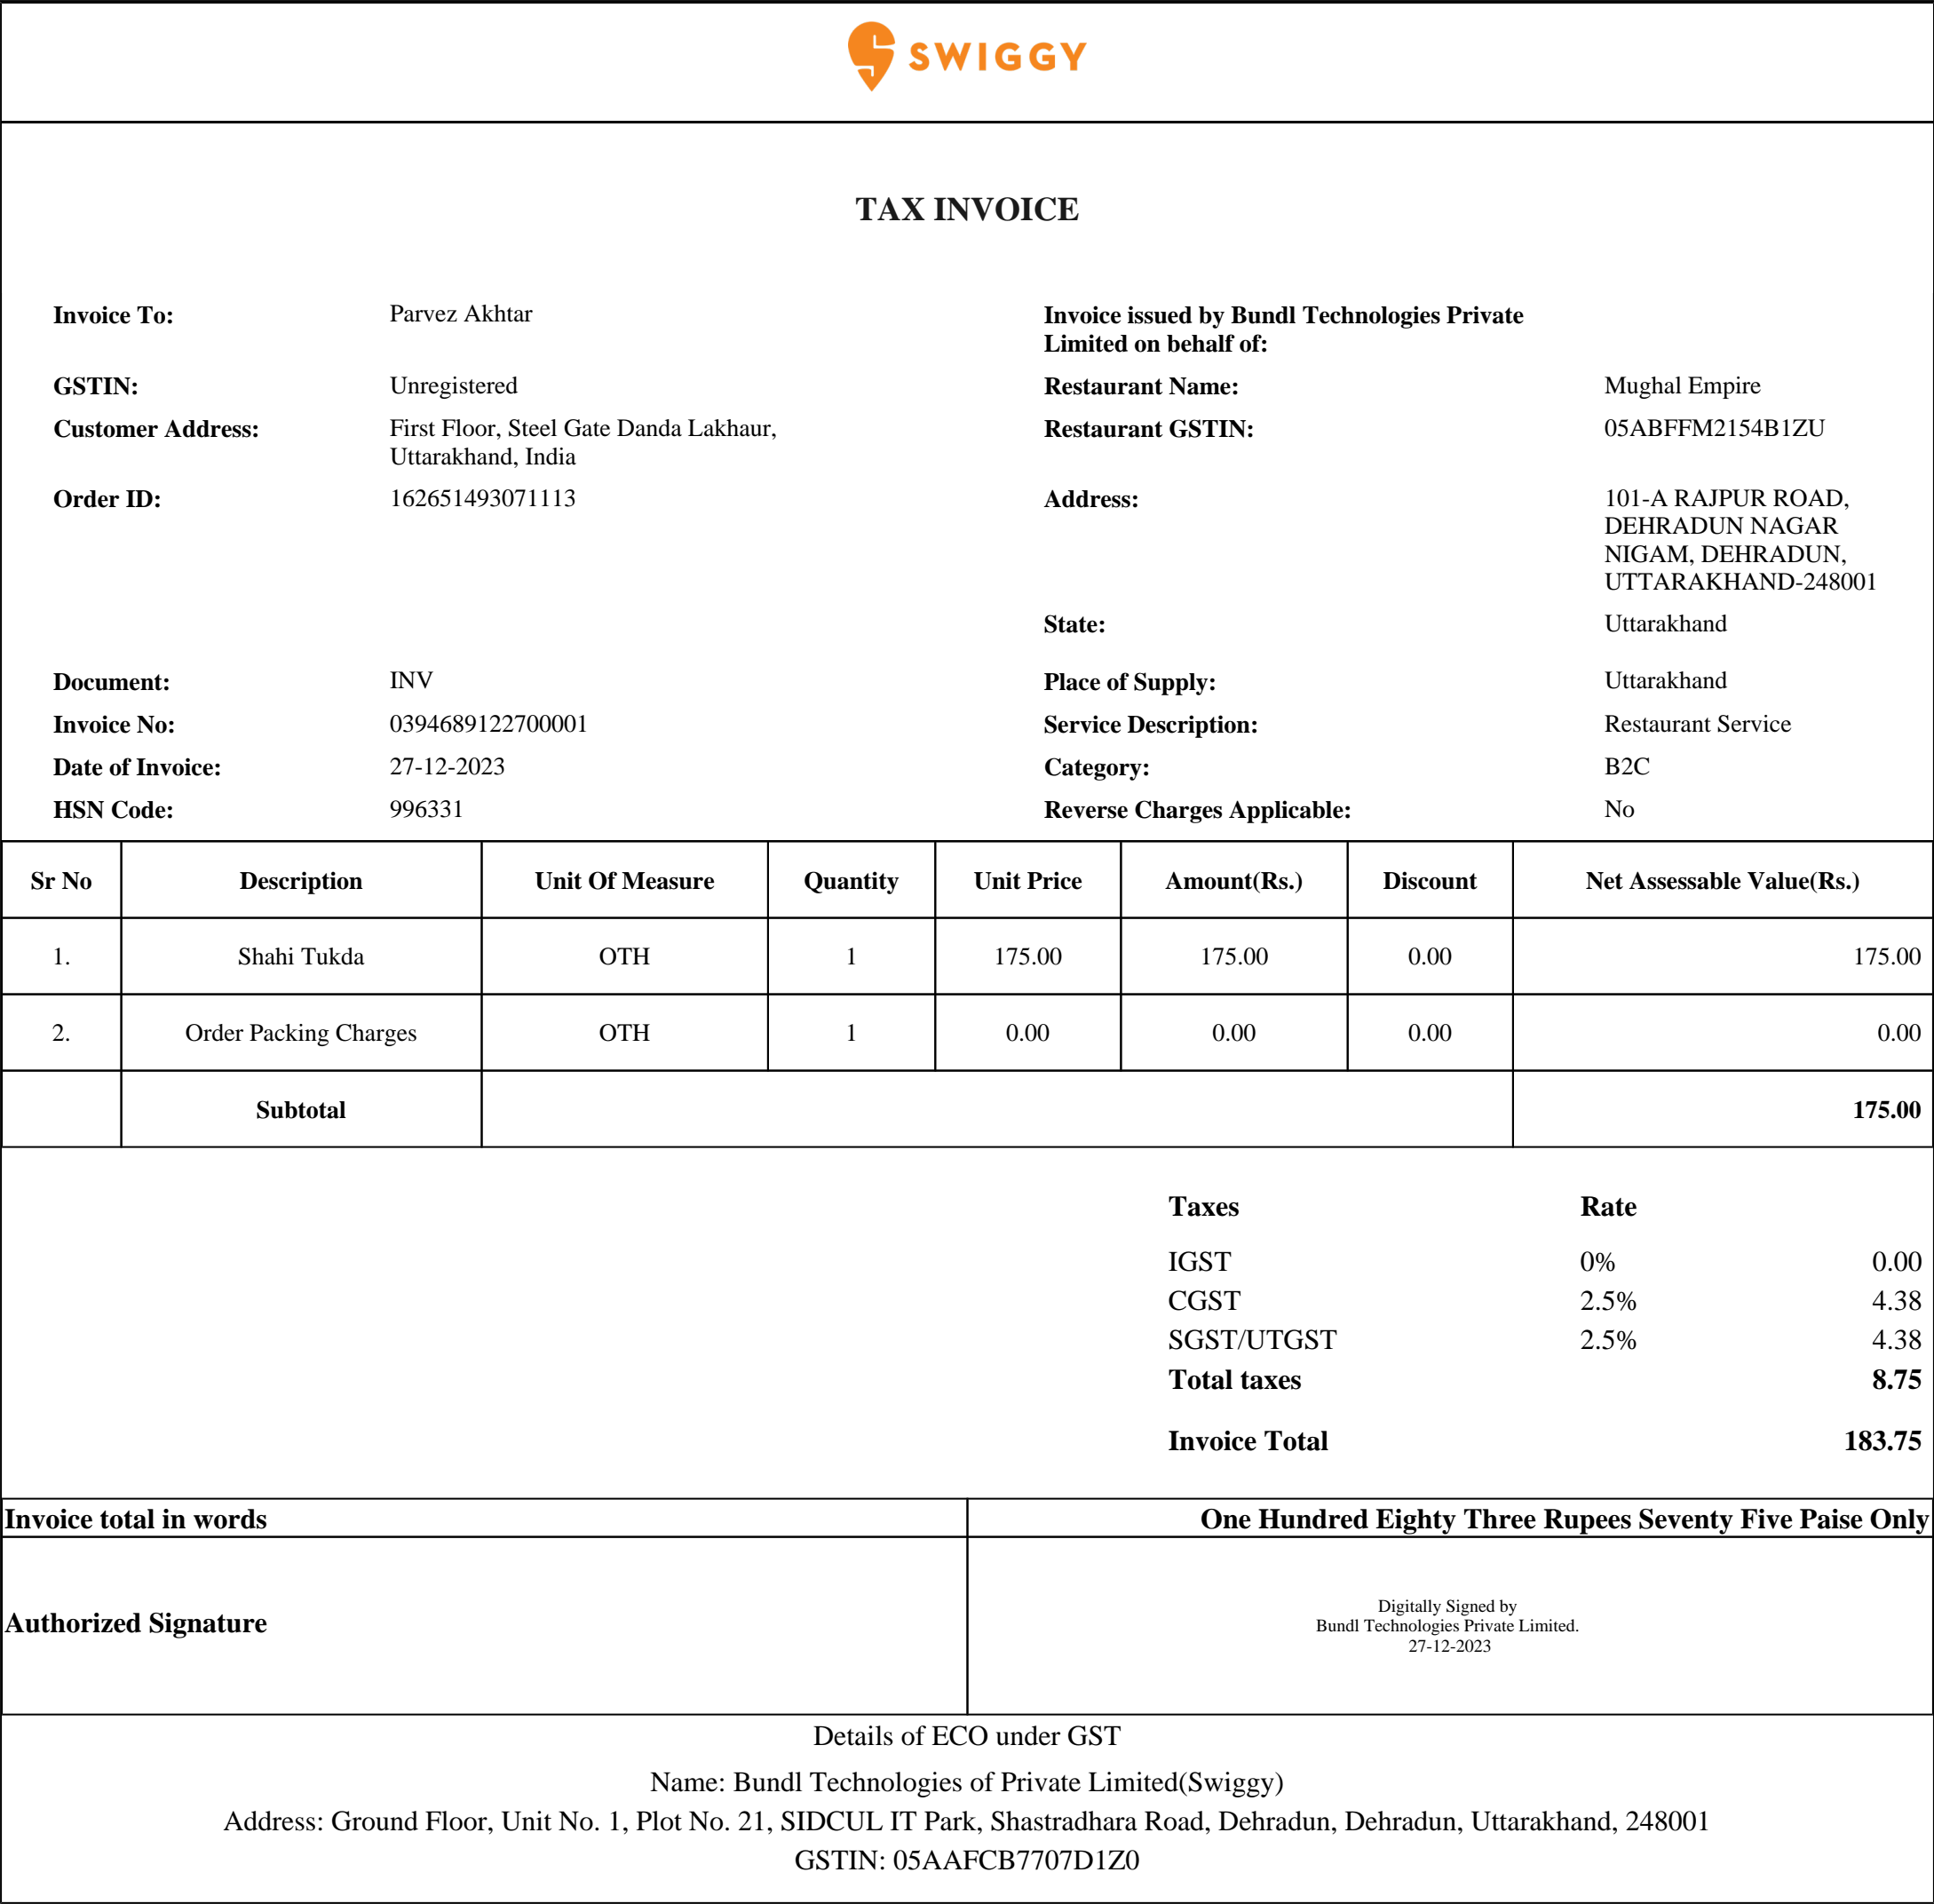 SWIGGY
TAX INVOICE
Invoice To: Parvez Akhtar
Invoice issued by Bundl Technologies Private
Limited on behalf of:
GSTIN: Unregistered
Restaurant Name: Mughal Empire
Customer Address: First Floor, Steel Gate Danda Lakhaur,
Uttarakhand, India
Restaurant GSTIN: 05ABFFM2154B1ZU
Order ID: 162651493071113
Address: 101-A RAJPUR ROAD,
DEHRADUN NAGAR
NIGAM, DEHRADUN,
UTTARAKHAND-248001
State: Uttarakhand
Document: INV
Place of Supply: Uttarakhand
Invoice No: 0394689122700001
Service Description: Restaurant Service
Date of Invoice: 27-12-2023
Category: B2C
HSN Code: 996331
Reverse Charges Applicable: No
Sr No Description Unit Of Measure Quantity Unit Price Amount(Rs.) Discount Net Assessable Value(Rs.)
1. Shahi Tukda OTH 1 175.00 175.00 0.00 175.00
2. Order Packing Charges OTH 1 0.00 0.00 0.00 0.00
Subtotal 175.00
Taxes Rate
IGST 0% 0.00
CGST 2.5% 4.38
SGST/UTGST 2.5% 4.38
Total taxes 8.75
Invoice Total 183.75
Invoice total in words One Hundred Eighty Three Rupees Seventy Five Paise Only
Authorized Signature
Digitally Signed by
Bundl Technologies Private Limited.
27-12-2023
Details of ECO under GST
Name: Bundl Technologies of Private Limited(Swiggy)
Address: Ground Floor, Unit No. 1, Plot No. 21, SIDCUL IT Park, Shastradhara Road, Dehradun, Dehradun, Uttarakhand, 248001
GSTIN: 05AAFCB7707D1Z0